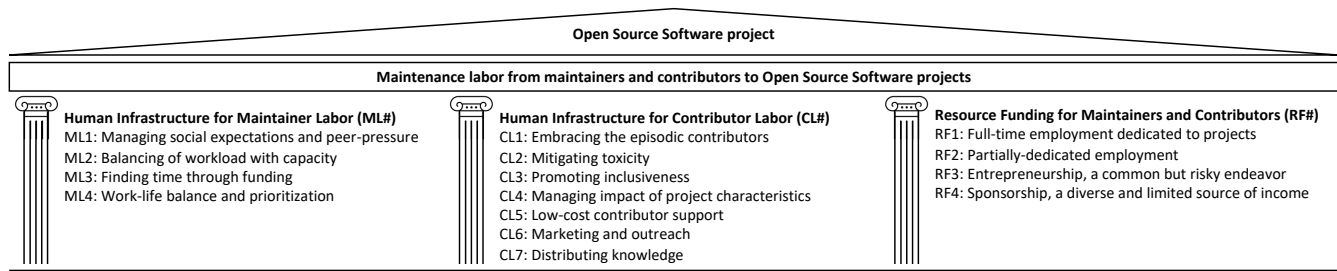 Open Source Software project
Maintenance labor from maintainers and contributors to Open Source Software projects
Human Infrastructure for Maintainer Labor (ML#)
ML1: Managing social expectations and peer-pressure
ML2: Balancing of workload with capacity
ML3: Finding time through funding
ML4: Work-life balance and prioritization
Human Infrastructure for Contributor Labor (CL#)
CL1: Embracing the episodic contributors
CL2: Mitigating toxicity
CL3: Promoting inclusiveness
CL4: Managing impact of project characteristics
CL5: Low-cost contributor support
CL6: Marketing and outreach
CL7: Distributing knowledge
Resource Funding for Maintainers and Contributors (RF#)
RF1: Full-time employment dedicated to projects
RF2: Partially-dedicated employment
RF3: Entrepreneurship, a common but risky endeavor
RF4: Sponsorship, a diverse and limited source of income